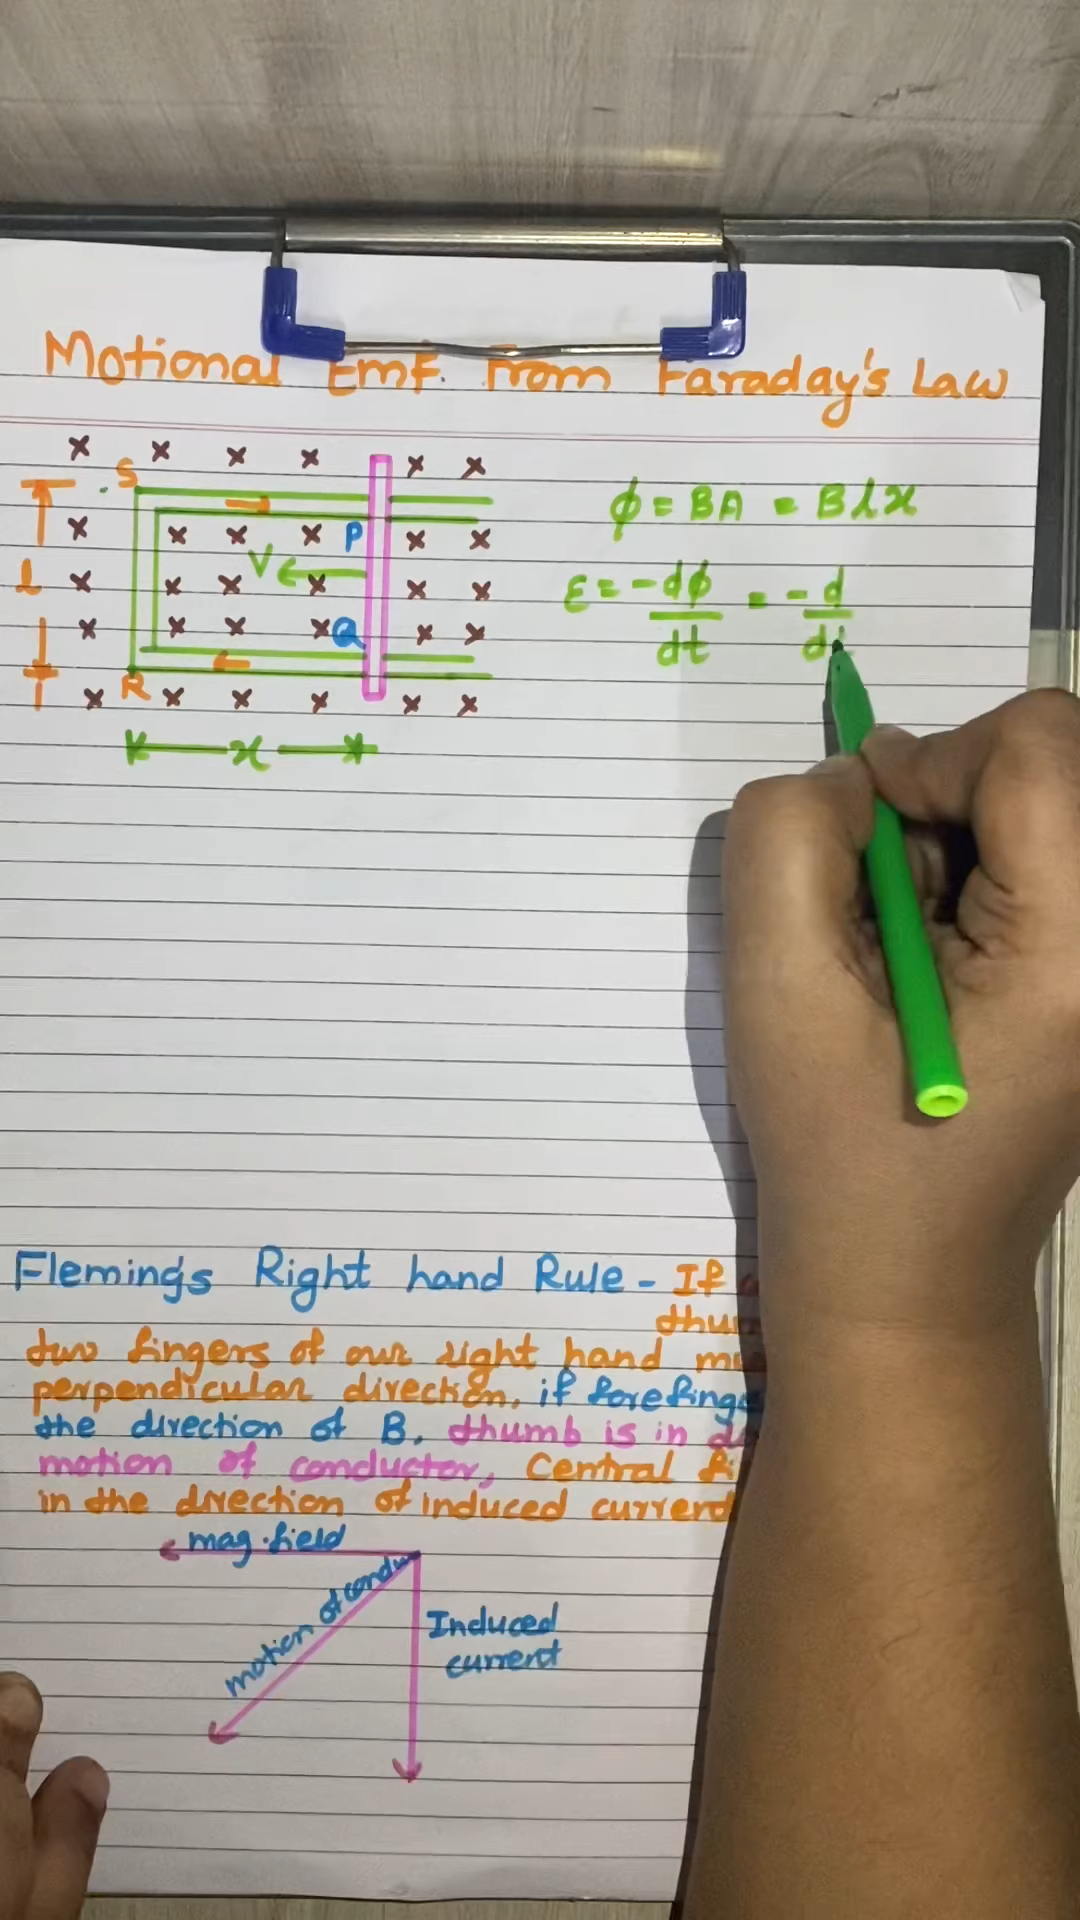 Motional Emf. From Faraday's Law
x x x x x x
S
x x x x P x x
l x x x V x x x
x x x x Q x x
R
x x x x x x
x
ϕ = BA = Blx
ε = -dϕ/dt = -d/dt
Flemings Right hand Rule - If
two fingers of our right hand
perpendicular direction, if
the direction of B, thumb is in
motion of conductor, Central
in the direction of induced current
mag. field
motion of condu
Induced
current